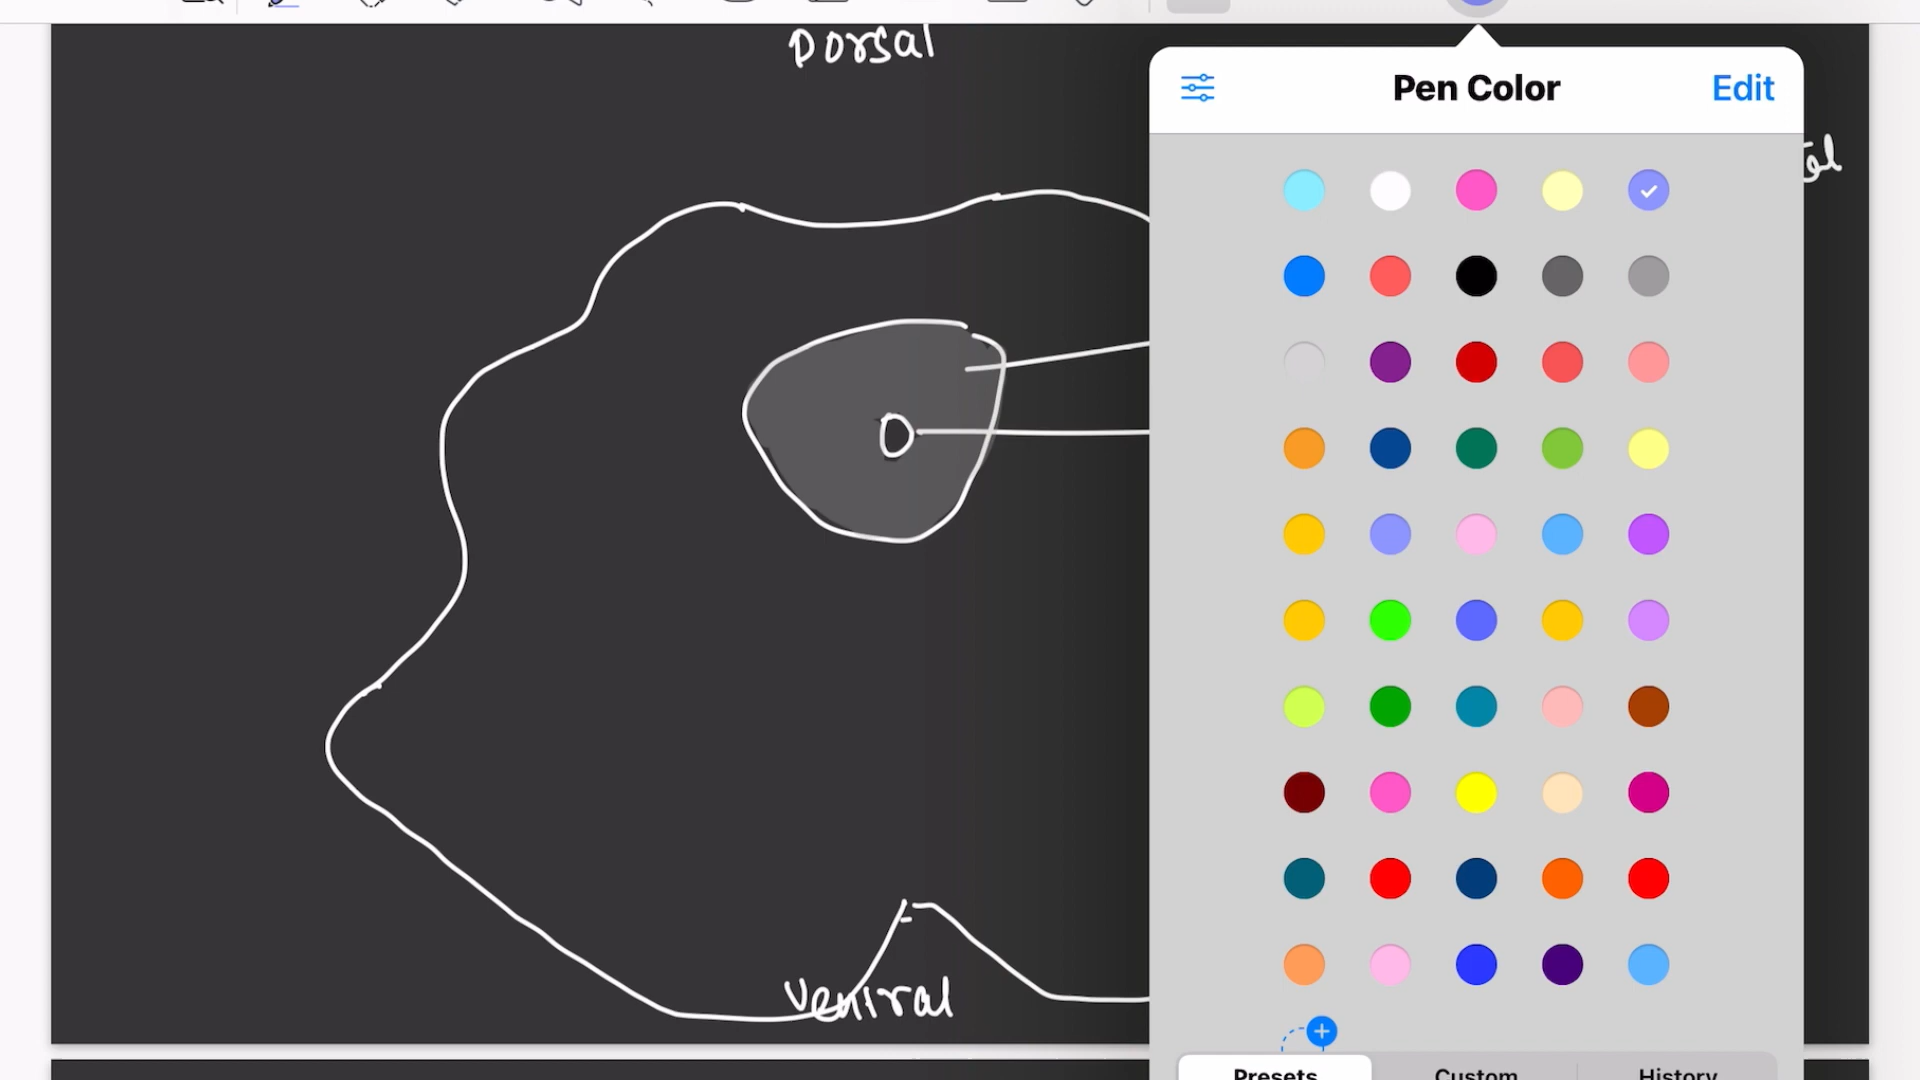 Dorsal
Pen Color
Edit
Ventral
Presets
Custom
History